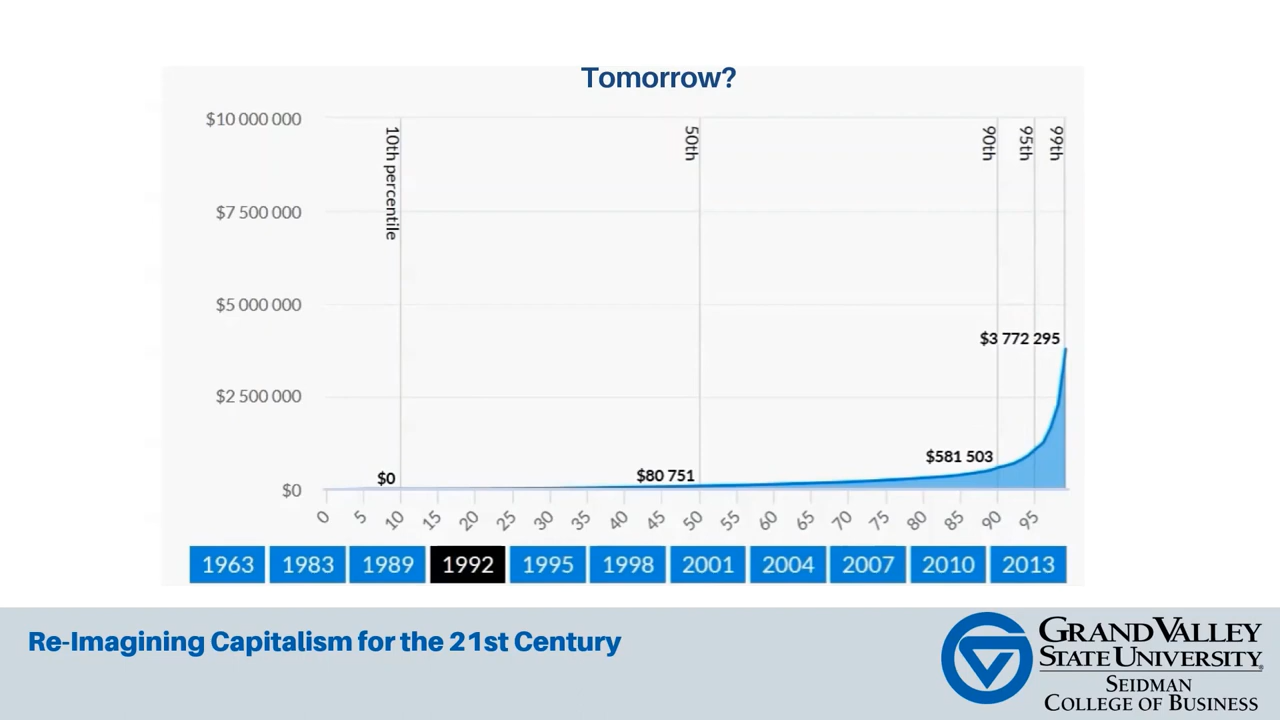 Tomorrow?
$10 000 000
$7 500 000
$5 000 000
$2 500 000
$0
10th percentile
50th
90th
95th
99th
$0
$80 751
$581 503
$3 772 295
0 5 10 15 20 25 30 35 40 45 50 55 60 65 70 75 80 85 90 95
1963 1983 1989 1992 1995 1998 2001 2004 2007 2010 2013
Re-Imagining Capitalism for the 21st Century
GRAND VALLEY
STATE UNIVERSITY®
SEIDMAN
COLLEGE OF BUSINESS